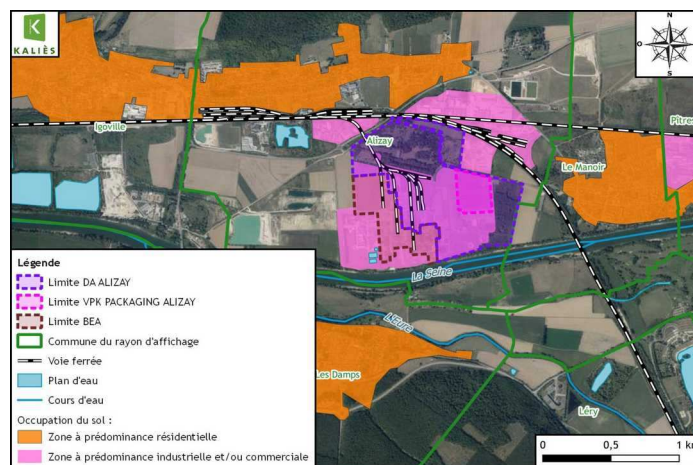 K
KALIÈS
N
O
E
S
Igoville
Alizay
Pîtres
Le Manoir
La Seine
L'Eure
Les Damps
Léry
Légende
Limite DA ALIZAY
Limite VPK PACKAGING ALIZAY
Limite BEA
Commune du rayon d'affichage
Voie ferrée
Plan d'eau
Cours d'eau
Occupation du sol :
Zone à prédominance résidentielle
Zone à prédominance industrielle et/ou commerciale
0 0,5 1 km